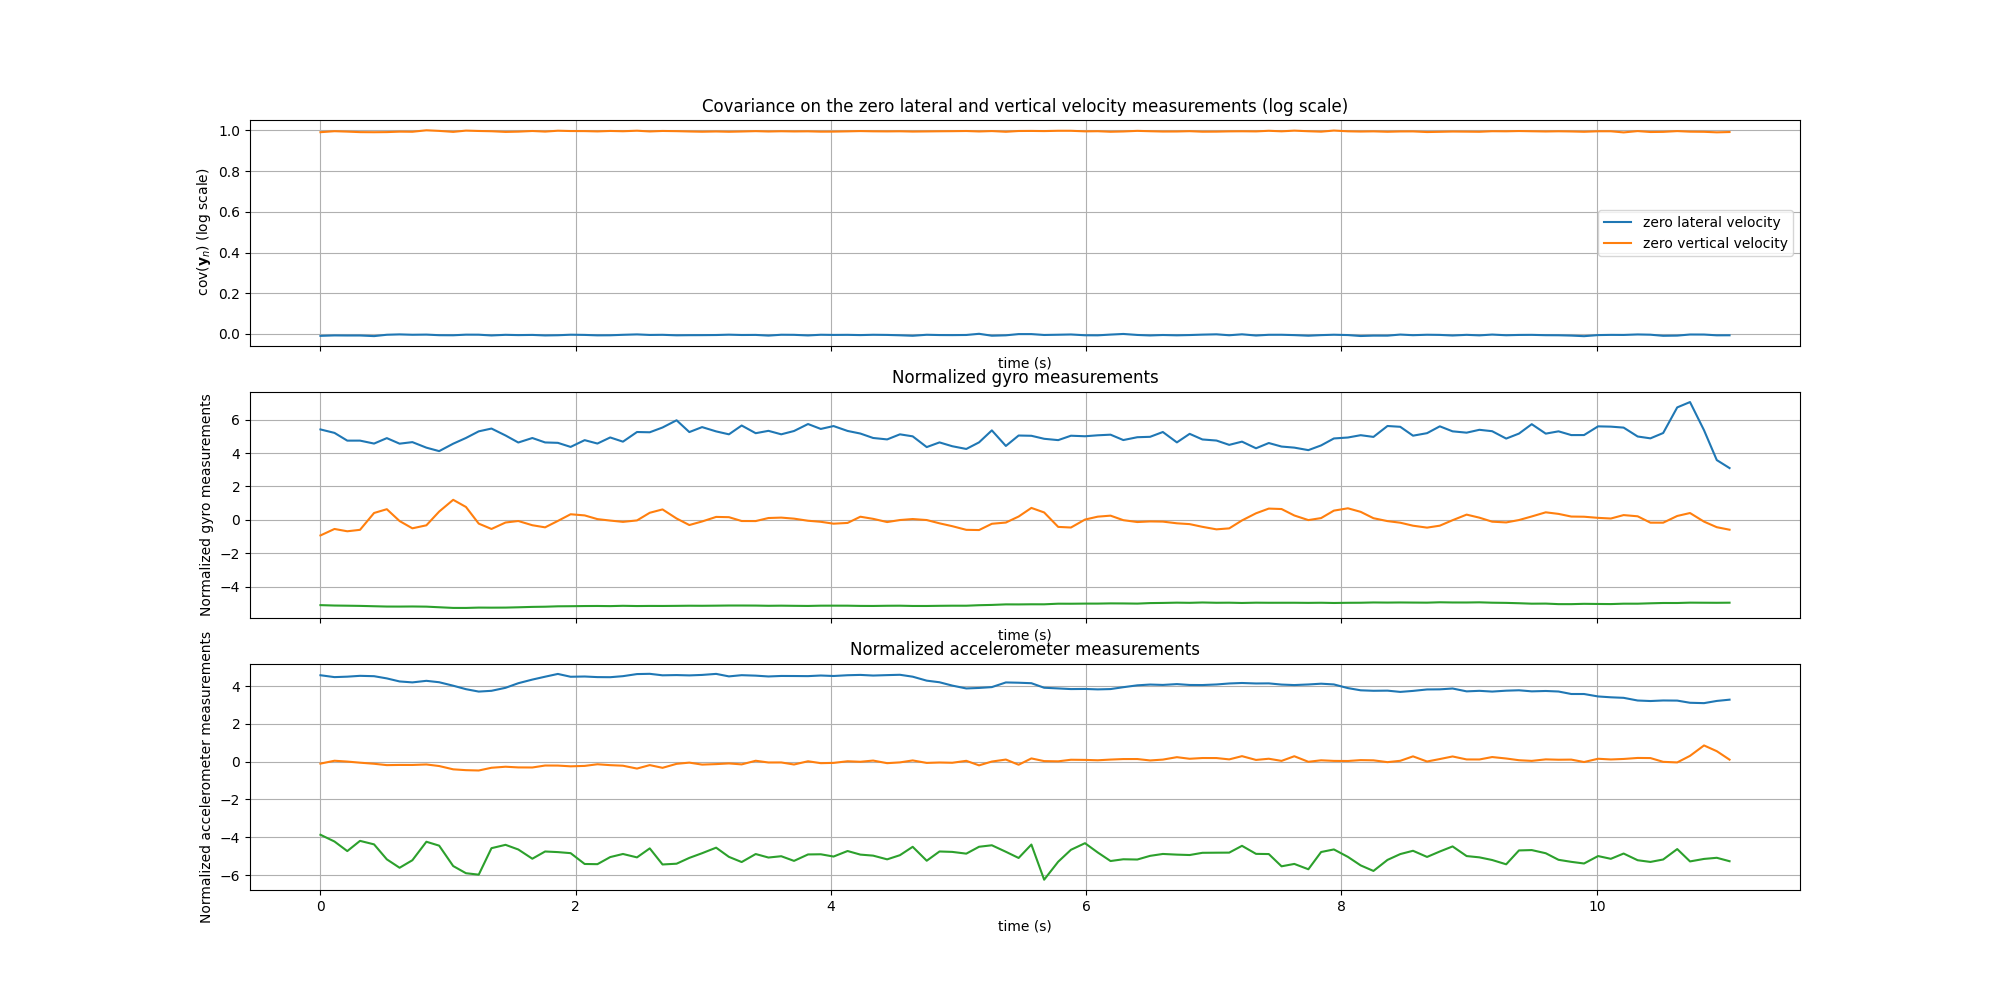 Covariance on the zero lateral and vertical velocity measurements (log scale)
cov(yn) (log scale)
1.0
0.8
0.6
0.4
0.2
0.0
zero lateral velocity
zero vertical velocity
time (s)
Normalized gyro measurements
Normalized gyro measurements
6
4
2
0
−2
−4
time (s)
Normalized accelerometer measurements
Normalized accelerometer measurements
4
2
0
−2
−4
−6
0 2 4 6 8 10
time (s)